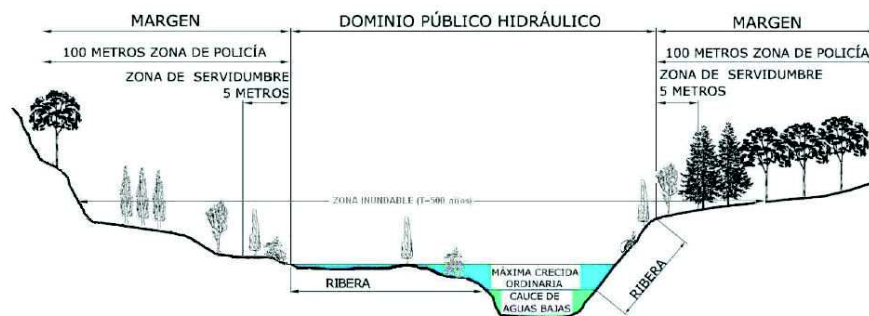 MARGEN
DOMINIO PÚBLICO HIDRÁULICO
MARGEN
100 METROS ZONA DE POLICÍA
100 METROS ZONA DE POLICÍA
ZONA DE SERVIDUMBRE
5 METROS
ZONA DE SERVIDUMBRE
5 METROS
ZONA INUNDABLE (T=500 años)
MÁXIMA CRECIDA
ORDINARIA
RIBERA
RIBERA
CAUCE DE
AGUAS BAJAS